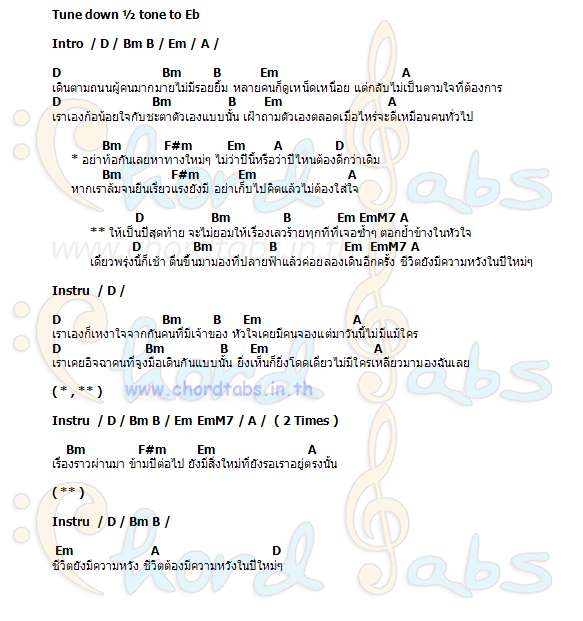 Tune down ½ tone to Eb
Intro / D / Bm B / Em / A /
D Bm B Em A
เดินตามถนนผู้คนมากมายไม่มีรอยยิ้ม หลายคนก็ดูเหน็ดเหนื่อย แต่กลับไม่เป็นตามใจที่ต้องการ
D Bm B Em A
เราเองก้อน้อยใจกับชะตาตัวเองแบบนั้น เฝ้าถามตัวเองตลอดเมื่อไหร่จะดีเหมือนคนทั่วไป
Bm F#m Em A D
* อย่าท้อกันเลยหาทางใหม่ๆ ไม่ว่าปีนี้หรือว่าปีไหนต้องดีกว่าเดิม
Bm F#m Em A
หากเราล้มจนยืนเรี่ยวแรงยังมี อย่าเก็บไปคิดแล้วไม่ต้องใส่ใจ
D Bm B Em EmM7 A
** ให้เป็นปีสุดท้าย จะไม่ยอมให้เรื่องเลวร้ายทุกที่ที่เจอซ้ำๆ ตอกย้ำข้างในหัวใจ
D Bm B Em EmM7 A
เดี๋ยวพรุ่งนี้ก็เช้า ตื่นขึ้นมามองที่ปลายฟ้าแล้วค่อยลองเดินอีกครั้ง ชีวิตยังมีความหวังในปีใหม่ๆ
Instru / D /
D Bm B Em A
เราเองก็เหงาใจจากกันคนที่มีเจ้าของ หัวใจเคยมีคนจองแต่มาวันนี้ไม่มีแม้ใคร
D Bm B Em A
เราเคยอิจฉาคนที่จูงมือเดินกันแบบนั้น ยิ่งเห็นก็ยิ่งโดดเดี่ยวไม่มีใครเหลียวมามองฉันเลย
( * , ** )
www.chordtabs.in.th
Instru / D / Bm B / Em EmM7 / A / ( 2 Times )
Bm F#m Em A
เรื่องราวผ่านมา ข้ามปีต่อไป ยังมีสิ่งใหม่ที่ยังรอเราอยู่ตรงนั้น
( ** )
Instru / D / Bm B /
Em A D
ชีวิตยังมีความหวัง ชีวิตต้องมีความหวังในปีใหม่ๆ